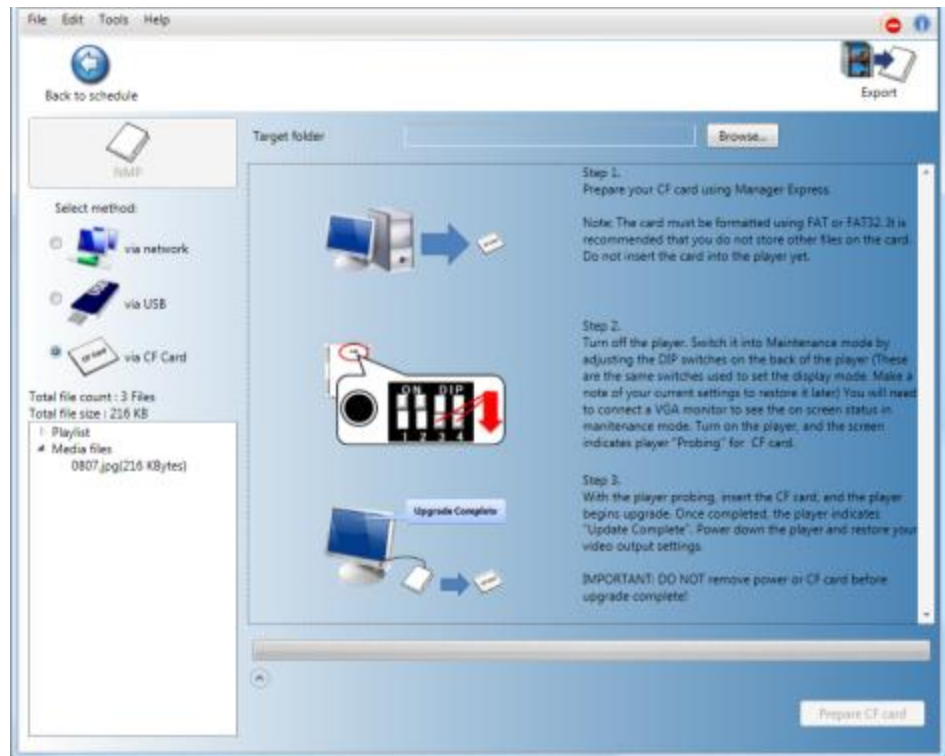 File Edit Tools Help
Back to schedule
Export
NMP
Target folder
Browse...
Select method:
via network
via USB
via CF Card
Total file count : 3 Files
Total file size : 216 KB
Playlist
Media files
0807.jpg(216 KBytes)
Step 1.
Prepare your CF card using Manager Express.
Note: The card must be formatted using FAT or FAT32. It is
recommended that you do not store other files on the card.
Do not insert the card into the player yet.
ON DIP
1 2 3 4
Step 2.
Turn off the player. Switch it into Maintenance mode by
adjusting the DIP switches on the back of the player (These
are the same switches used to set the display mode. Make a
note of your current settings to restore it later) You will need
to connect a VGA monitor to see the on screen status in
manitenance mode. Turn on the player, and the screen
indicates player "Probing" for CF card.
Upgrade Complete
Step 3.
With the player probing, insert the CF card, and the player
begins upgrade. Once completed, the player indicates
"Update Complete". Power down the player and restore your
video output settings.
IMPORTANT: DO NOT remove power or CF card before
upgrade complete!
Prepare CF card